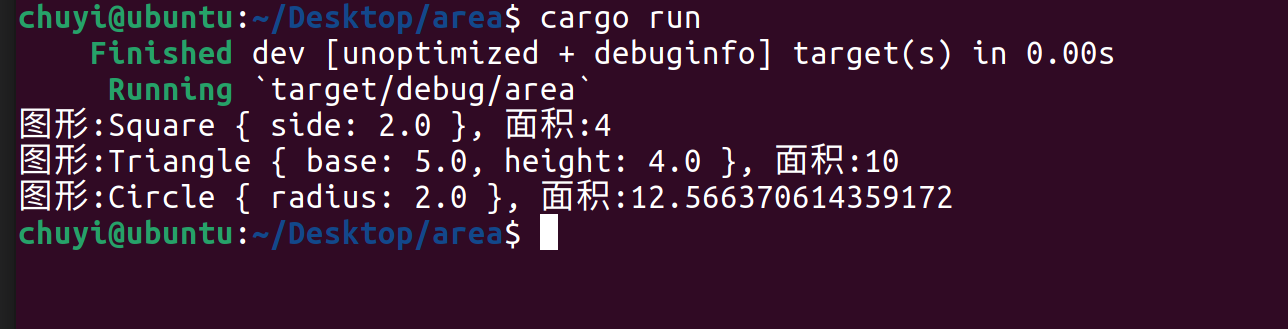 chuyi@ubuntu:~/Desktop/area$ cargo run
    Finished dev [unoptimized + debuginfo] target(s) in 0.00s
     Running `target/debug/area`
图形:Square { side: 2.0 }, 面积:4
图形:Triangle { base: 5.0, height: 4.0 }, 面积:10
图形:Circle { radius: 2.0 }, 面积:12.566370614359172
chuyi@ubuntu:~/Desktop/area$